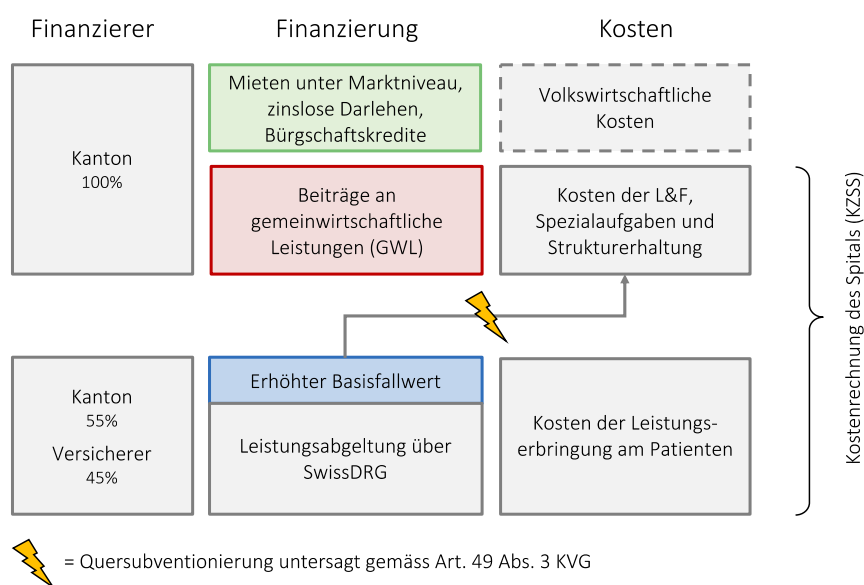 Finanzierer
Finanzierung
Kosten
Kanton
100%
Mieten unter Marktniveau,
zinslose Darlehen,
Bürgschaftskredite
Volkswirtschaftliche
Kosten
Beiträge an
gemeinwirtschaftliche
Leistungen (GWL)
Kosten der L&F,
Spezialaufgaben und
Strukturerhaltung
Kanton
55%
Versicherer
45%
Erhöhter Basisfallwert
Leistungsabgeltung über
SwissDRG
Kosten der Leistungs-
erbringung am Patienten
Kostenrechnung des Spitals (KZSS)
= Quersubventionierung untersagt gemäss Art. 49 Abs. 3 KVG